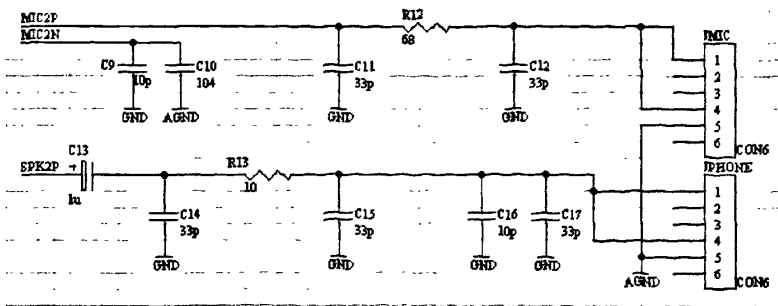 MIC2P
MIC2N
R12
68
JMIC
C9
10p
C10
104
C11
33p
C12
33p
1
2
3
4
5
6
CON6
GND
AGND
GND
GND
SPK2P
C13
+
1u
R13
10
JPHONE
C14
33p
C15
33p
C16
10p
C17
33p
1
2
3
4
5
6
CON6
GND
GND
GND
GND
AGND